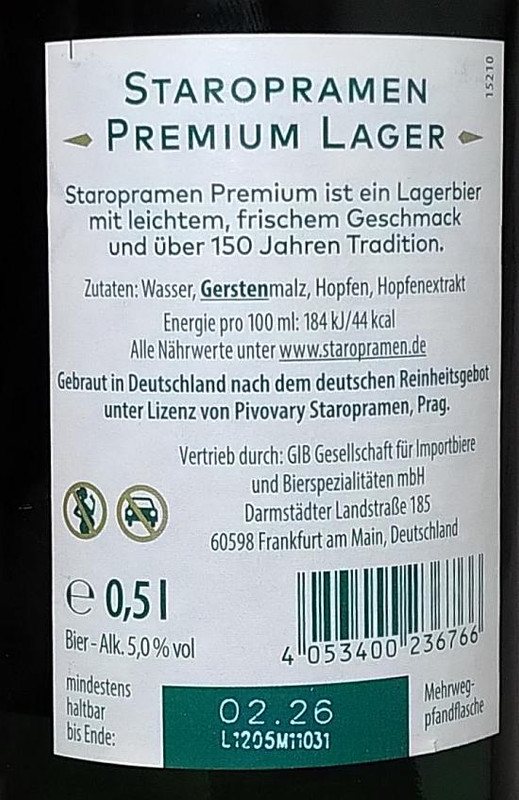 15210
STAROPRAMEN
PREMIUM LAGER
Staropramen Premium ist ein Lagerbier
mit leichtem, frischem Geschmack
und über 150 Jahren Tradition.
Zutaten: Wasser, Gerstenmalz, Hopfen, Hopfenextrakt
Energie pro 100 ml: 184 kJ/44 kcal
Alle Nährwerte unter www.staropramen.de
Gebraut in Deutschland nach dem deutschen Reinheitsgebot
unter Lizenz von Pivovary Staropramen, Prag.
Vertrieb durch: GIB Gesellschaft für Importbiere
und Bierspezialitäten mbH
Darmstädter Landstraße 185
60598 Frankfurt am Main, Deutschland
℮ 0,5 l
Bier - Alk. 5,0 % vol
4 053400 236766
mindestens
haltbar
bis Ende:
02.26
L1205M11031
Mehrweg-
pfandflasche